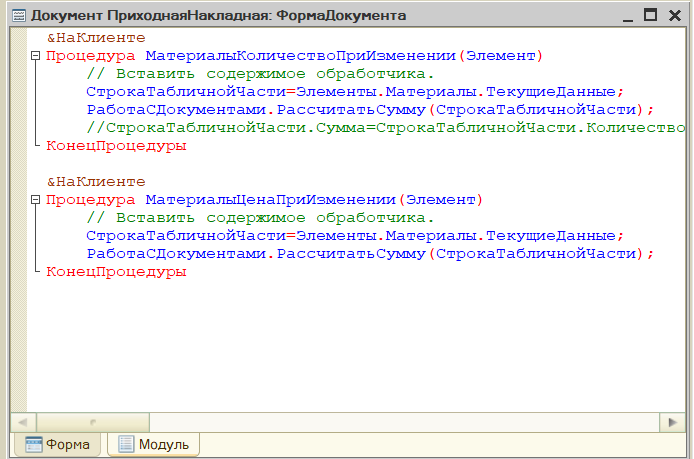 Документ ПриходнаяНакладная: ФормаДокумента
&НаКлиенте
Процедура МатериалыКоличествоПриИзменении(Элемент)
// Вставить содержимое обработчика.
СтрокаТабличнойЧасти=Элементы.Материалы.ТекущиеДанные;
РаботаСДокументами.РассчитатьСумму(СтрокаТабличнойЧасти);
//СтрокаТабличнойЧасти.Сумма=СтрокаТабличнойЧасти.Количество
КонецПроцедуры
&НаКлиенте
Процедура МатериалыЦенаПриИзменении(Элемент)
// Вставить содержимое обработчика.
СтрокаТабличнойЧасти=Элементы.Материалы.ТекущиеДанные;
РаботаСДокументами.РассчитатьСумму(СтрокаТабличнойЧасти);
КонецПроцедуры
Форма Модуль